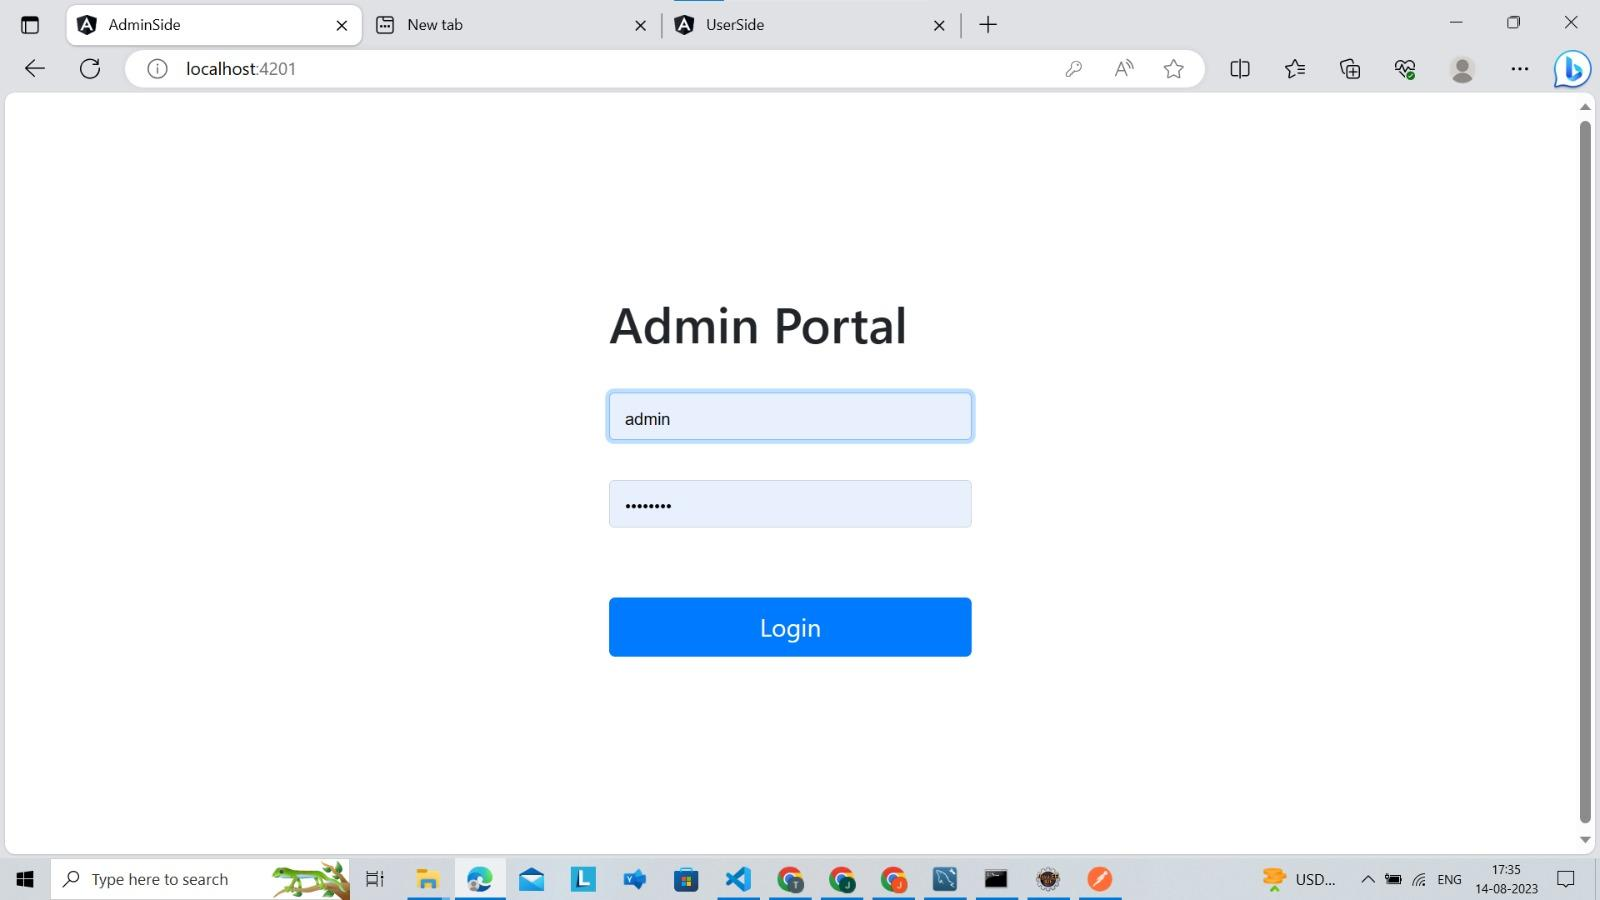 AdminSide
New tab
UserSide
localhost:4201
Admin Portal
admin
••••••••
Login
Type here to search
USD...
ENG
17:35
14-08-2023